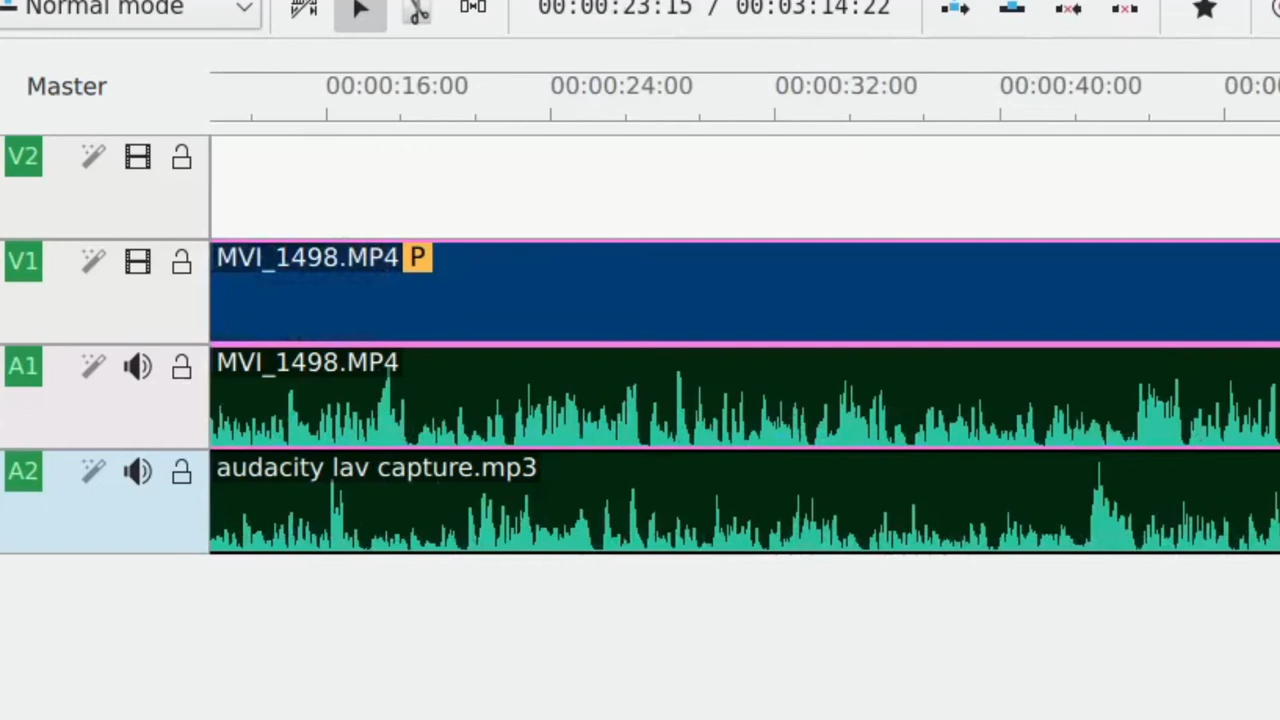 Normal mode
00:00:23:15 / 00:03:14:22
Master
00:00:16:00 00:00:24:00 00:00:32:00 00:00:40:00 00:0
V2
V1
MVI_1498.MP4 P
A1
MVI_1498.MP4
A2
audacity lav capture.mp3